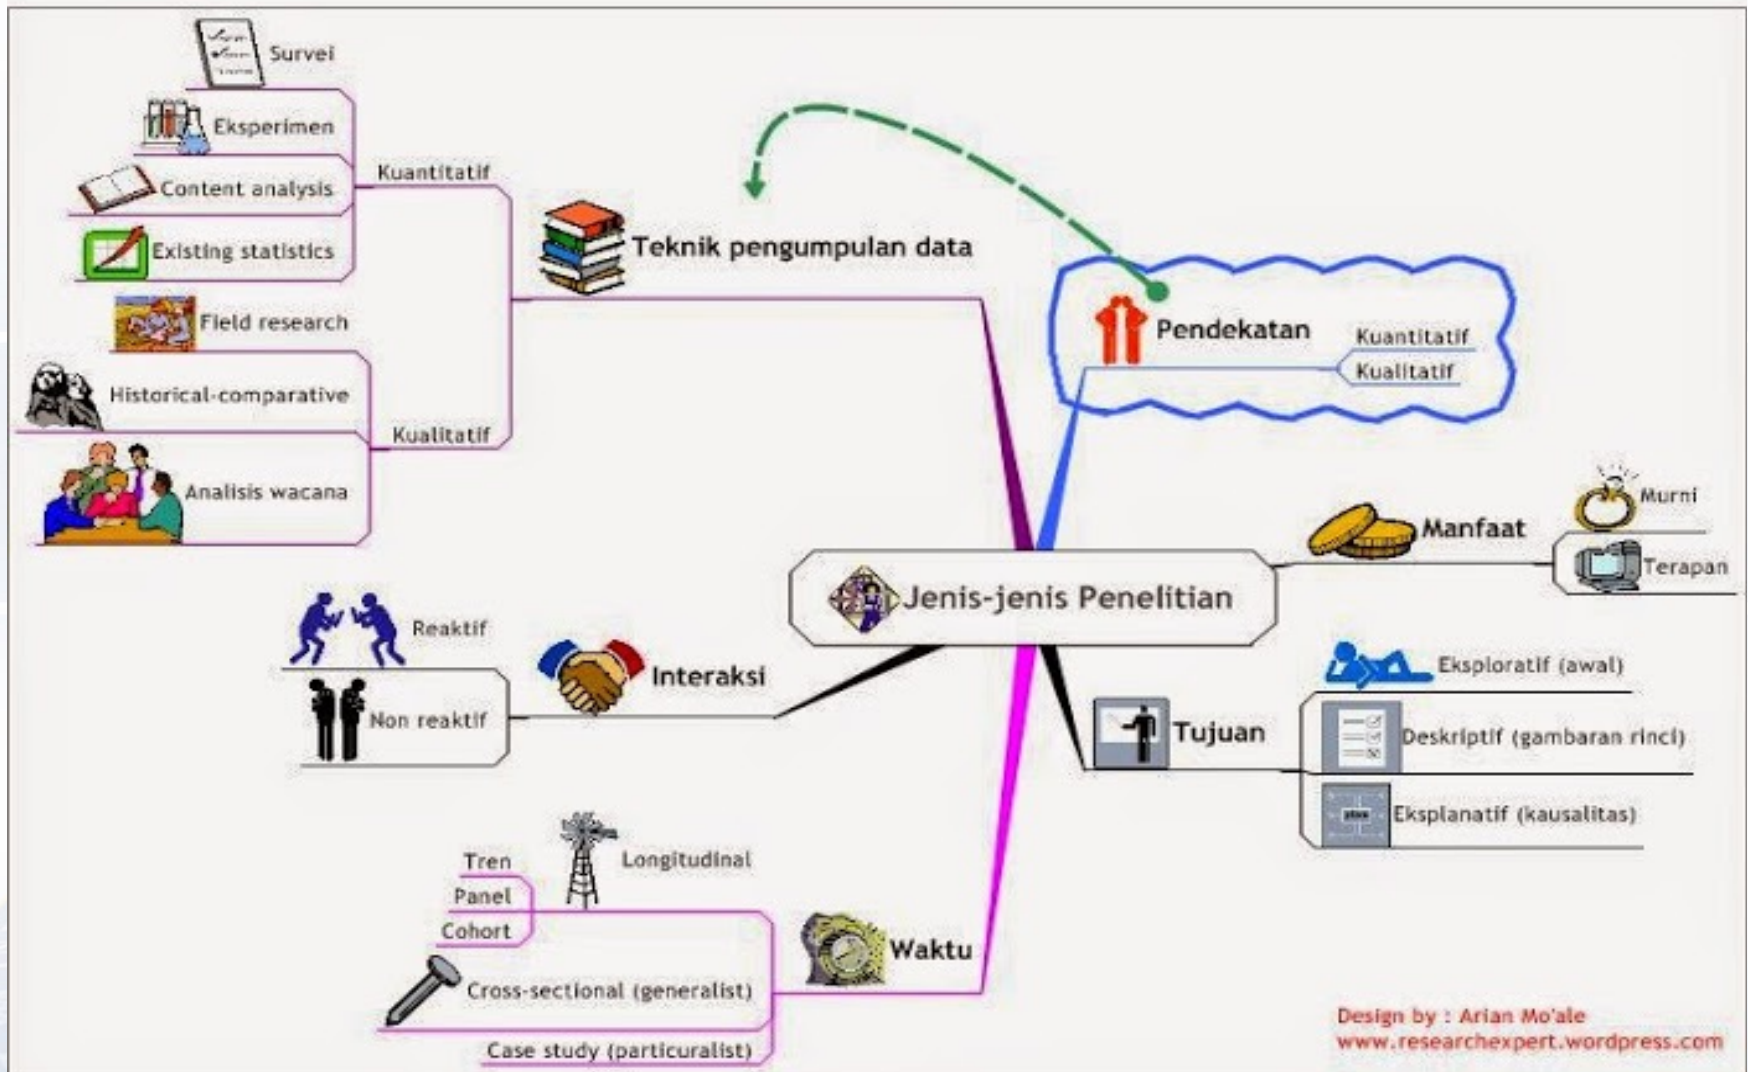 Survei
Eksperimen
Content analysis
Existing statistics
Kuantitatif
Field research
Historical-comparative
Analisis wacana
Kualitatif
Teknik pengumpulan data
Pendekatan
Kuantitatif
Kualitatif
Manfaat
Murni
Terapan
Jenis-jenis Penelitian
Reaktif
Non reaktif
Interaksi
Tujuan
Eksploratif (awal)
Deskriptif (gambaran rinci)
Eksplanatif (kausalitas)
Longitudinal
Tren
Panel
Cohort
Waktu
Cross-sectional (generalist)
Case study (particuralist)
Design by : Arian Mo'ale
www.researchexpert.wordpress.com